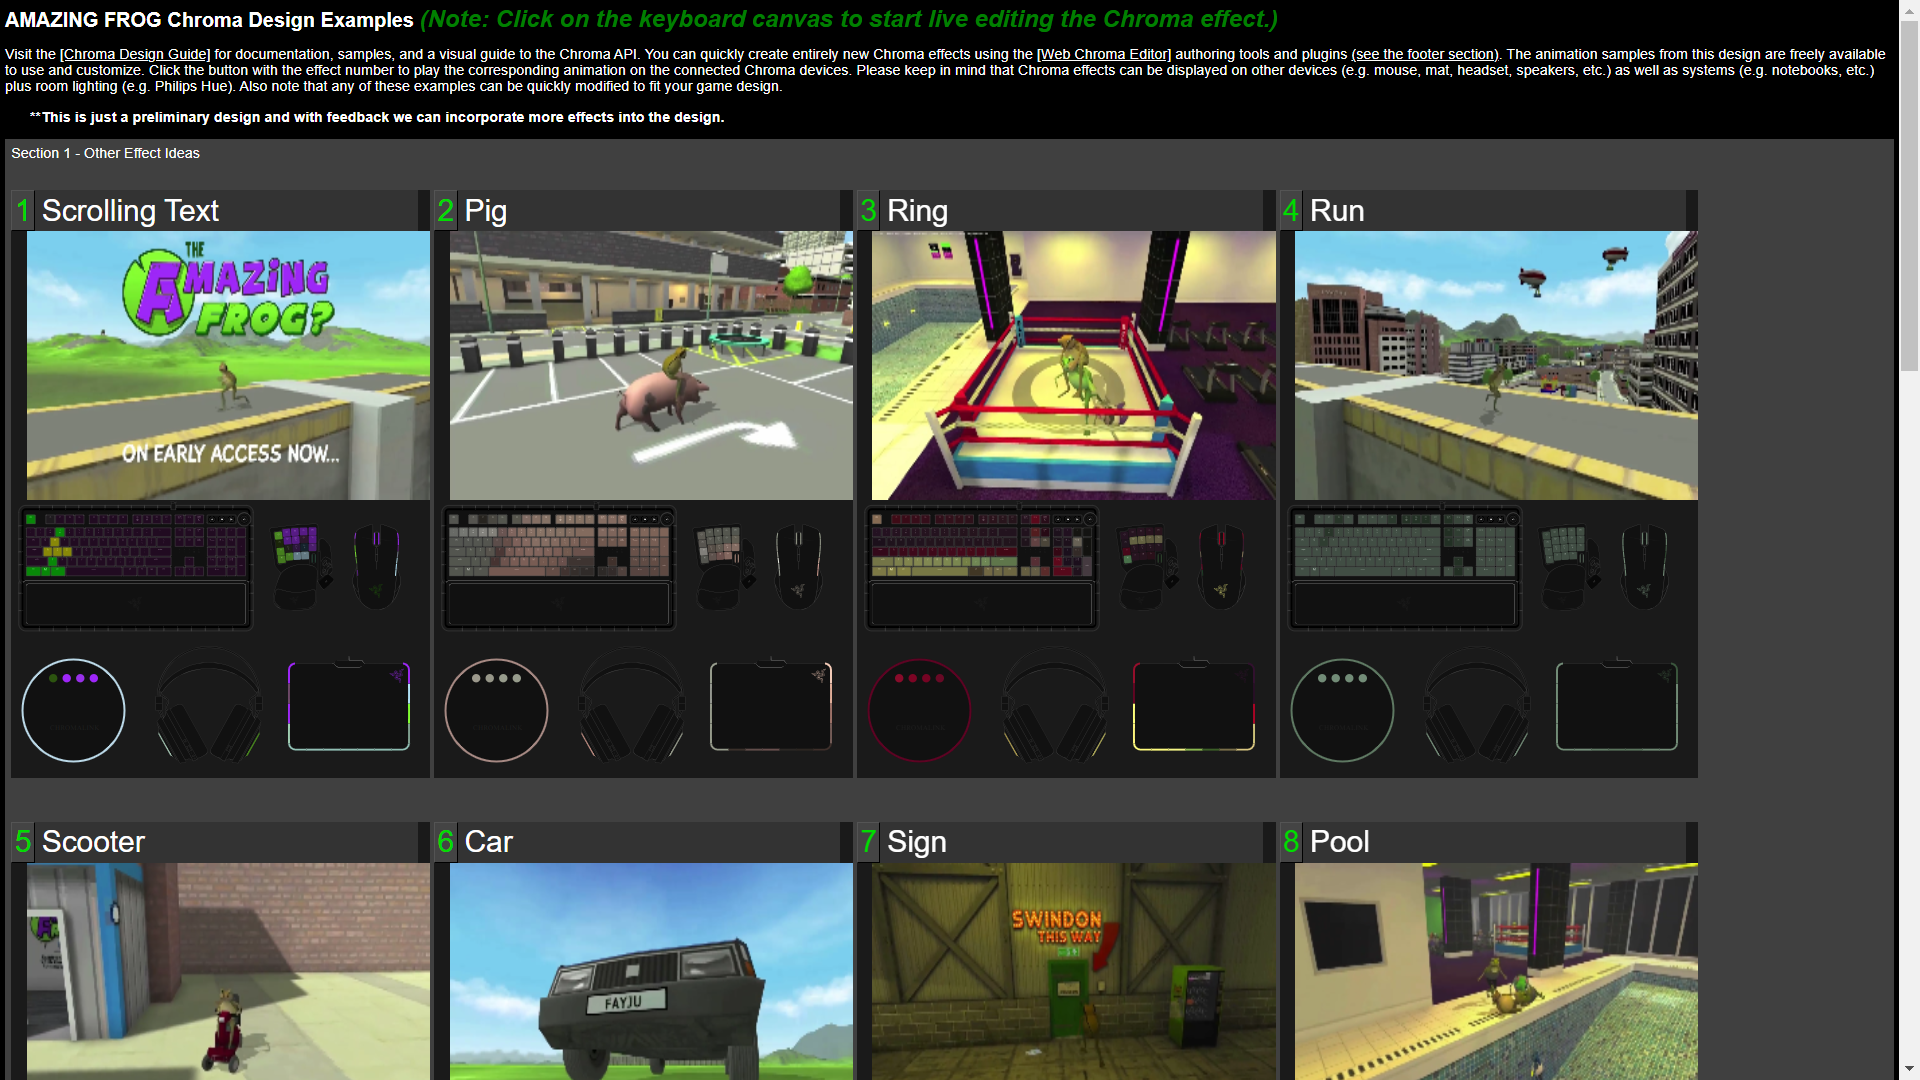 AMAZING FROG Chroma Design Examples (Note: Click on the keyboard canvas to start live editing the Chroma effect.)
Visit the [Chroma Design Guide] for documentation, samples, and a visual guide to the Chroma API. You can quickly create entirely new Chroma effects using the [Web Chroma Editor] authoring tools and plugins (see the footer section). The animation samples from this design are freely available
to use and customize. Click the button with the effect number to play the corresponding animation on the connected Chroma devices. Please keep in mind that Chroma effects can be displayed on other devices (e.g. mouse, mat, headset, speakers, etc.) as well as systems (e.g. notebooks, etc.)
plus room lighting (e.g. Philips Hue). Also note that any of these examples can be quickly modified to fit your game design.
**This is just a preliminary design and with feedback we can incorporate more effects into the design.
Section 1 - Other Effect Ideas
1 Scrolling Text
2 Pig
3 Ring
4 Run
THE
AMAZING
FROG?
ON EARLY ACCESS NOW...
5 Scooter
6 Car
7 Sign
8 Pool
FAYJU
SWINDON
THIS WAY